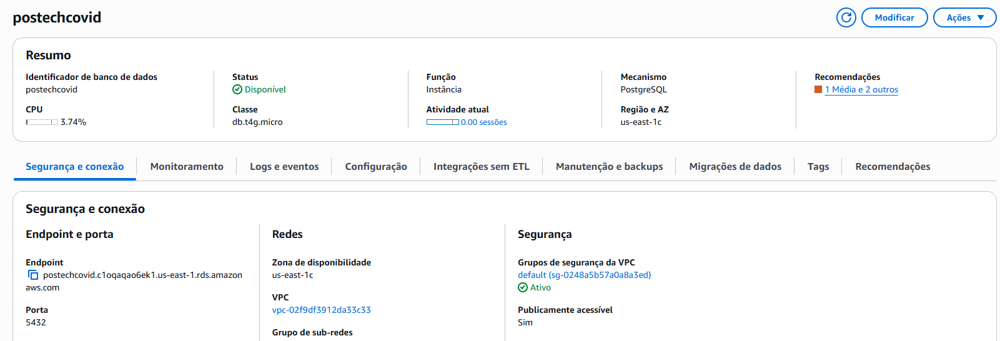 postechcovid
Modificar
Ações
Resumo
Identificador de banco de dados
postechcovid
Status
Disponível
Função
Instância
Mecanismo
PostgreSQL
Recomendações
1 Média e 2 outros
CPU
3.74%
Classe
db.t4g.micro
Atividade atual
0.00 sessões
Região e AZ
us-east-1c
Segurança e conexão
Monitoramento
Logs e eventos
Configuração
Integrações sem ETL
Manutenção e backups
Migrações de dados
Tags
Recomendações
Segurança e conexão
Endpoint e porta
Endpoint
postechcovid.c1oqaqao6ek1.us-east-1.rds.amazon
aws.com
Porta
5432
Redes
Zona de disponibilidade
us-east-1c
VPC
vpc-02f9df3912da33c33
Grupo de sub-redes
Segurança
Grupos de segurança da VPC
default (sg-0248a5b57a0a8a3ed)
Ativo
Publicamente acessível
Sim